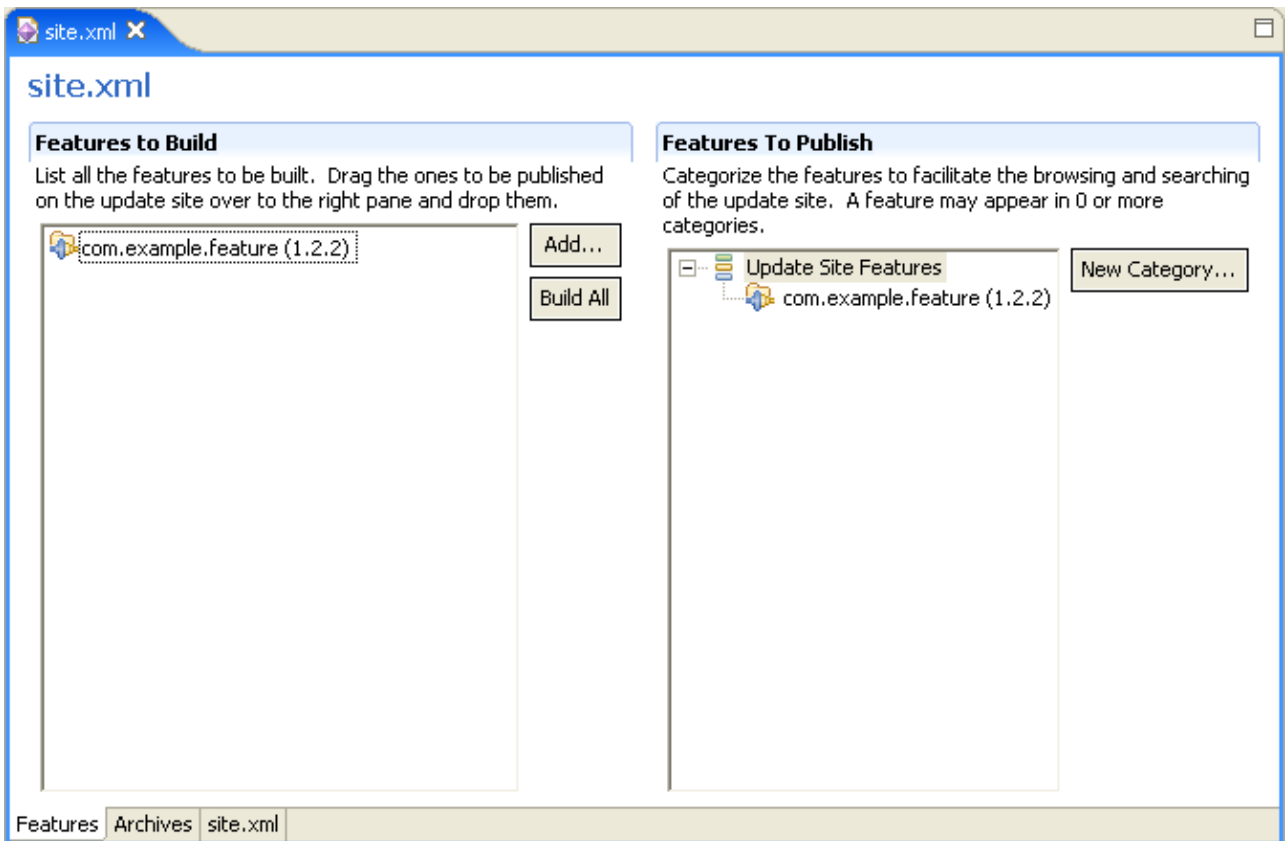 site.xml
site.xml
Features to Build
List all the features to be built.  Drag the ones to be published
on the update site over to the right pane and drop them.
com.example.feature (1.2.2)
Add...
Build All
Features To Publish
Categorize the features to facilitate the browsing and searching
of the update site.  A feature may appear in 0 or more
categories.
Update Site Features
com.example.feature (1.2.2)
New Category...
Features Archives site.xml